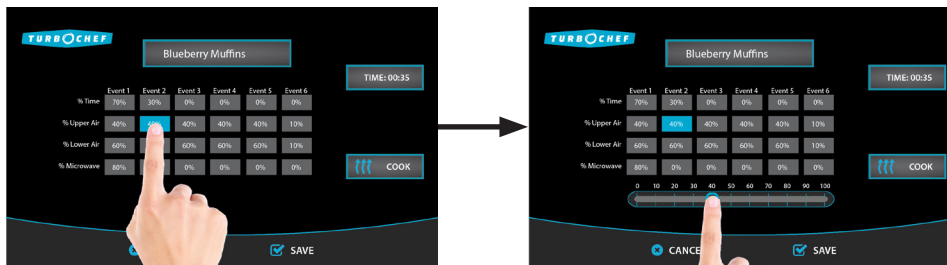 TURBOCHEF
Blueberry Muffins
TIME: 00:35
Event 1 Event 2 Event 3 Event 4 Event 5 Event 6
% Time 70% 30% 0% 0% 0% 0%
% Upper Air 40% 40% 40% 40% 10%
% Lower Air 60% 60% 60% 60% 10%
% Microwave 80% 0% 0% 0% 0%
COOK
SAVE
TURBOCHEF
Blueberry Muffins
TIME: 00:35
Event 1 Event 2 Event 3 Event 4 Event 5 Event 6
% Time 70% 30% 0% 0% 0% 0%
% Upper Air 40% 40% 40% 40% 40% 10%
% Lower Air 60% 60% 60% 60% 60% 10%
% Microwave 80% 0% 0% 0% 0% 0%
COOK
0 10 20 30 40 50 60 70 80 90 100
CANCE
SAVE